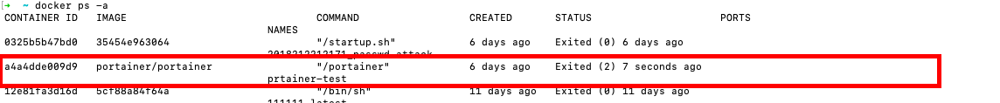 ➜ ~ docker ps -a
CONTAINER ID IMAGE COMMAND CREATED STATUS PORTS
NAMES
0325b5b47bd0 35454e963064 "/startup.sh" 6 days ago Exited (0) 6 days ago
a4a4dde009d9 portainer/portainer "/portainer" 6 days ago Exited (2) 7 seconds ago
prtainer-test
12e81fa3d16d 5cf88a84f64a "/bin/sh" 11 days ago Exited (0) 11 days ago